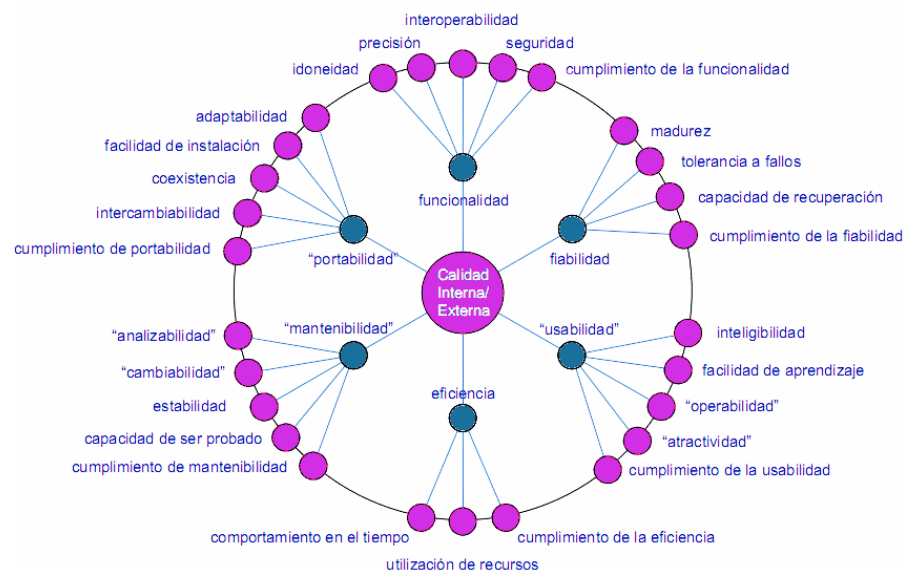 interoperabilidad
precisión
seguridad
idoneidad
cumplimiento de la funcionalidad
adaptabilidad
madurez
facilidad de instalación
tolerancia a fallos
coexistencia
capacidad de recuperación
funcionalidad
intercambiabilidad
cumplimiento de la fiabilidad
cumplimiento de portabilidad
“portabilidad”
fiabilidad
Calidad
Interna/
Externa
“analizabilidad”
“mantenibilidad”
“usabilidad”
inteligibilidad
“cambiabilidad”
facilidad de aprendizaje
eficiencia
estabilidad
“operabilidad”
capacidad de ser probado
“atractividad”
cumplimiento de mantenibilidad
cumplimiento de la usabilidad
comportamiento en el tiempo
cumplimiento de la eficiencia
utilización de recursos